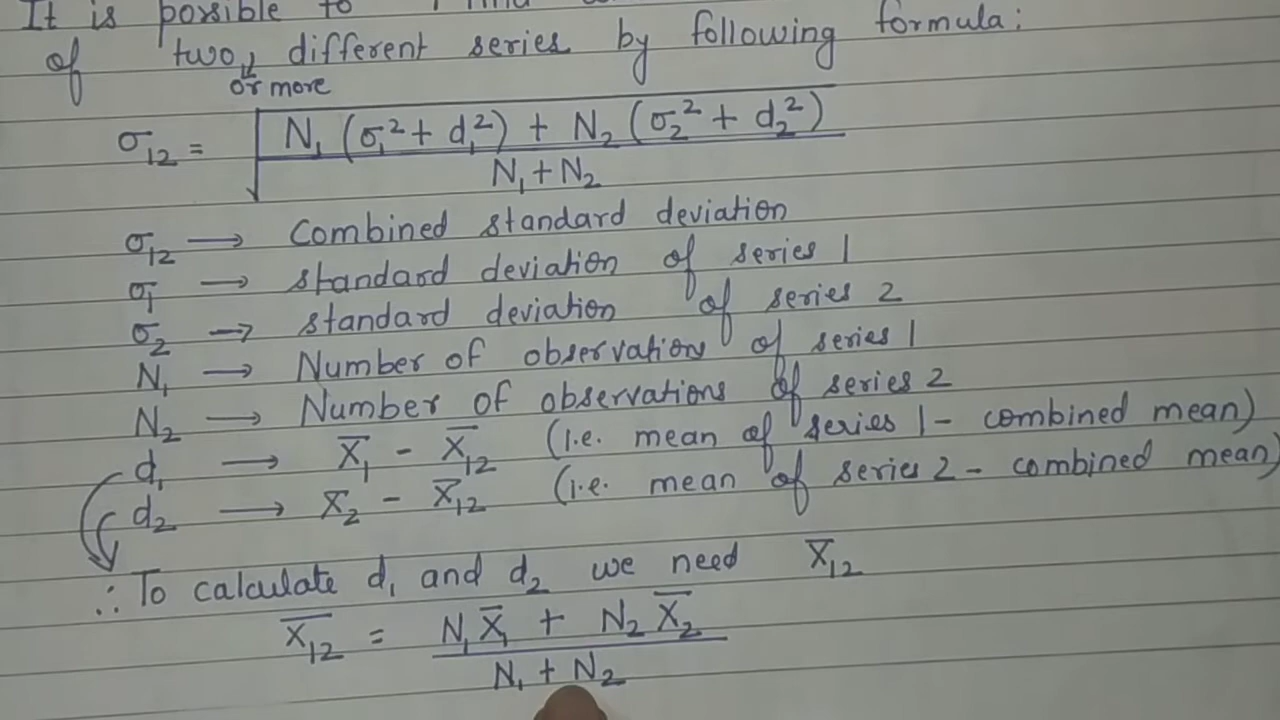 It is possible to
of two, different series by following formula:
or more
σ₁₂ = √(N₁ (σ₁² + d₁²) + N₂ (σ₂² + d₂²) / N₁ + N₂)
σ₁₂ → Combined standard deviation
σ₁ → standard deviation of series 1
σ₂ → standard deviation of series 2
N₁ → Number of observations of series 1
N₂ → Number of observations of series 2
d₁ → X̄₁ - X̄₁₂ (i.e. mean of series 1 - combined mean)
d₂ → X̄₂ - X̄₁₂ (i.e. mean of series 2 - combined mean)
∴ To calculate d₁ and d₂ we need X̄₁₂
X̄₁₂ = N₁X̄₁ + N₂X̄₂ / N₁ + N₂